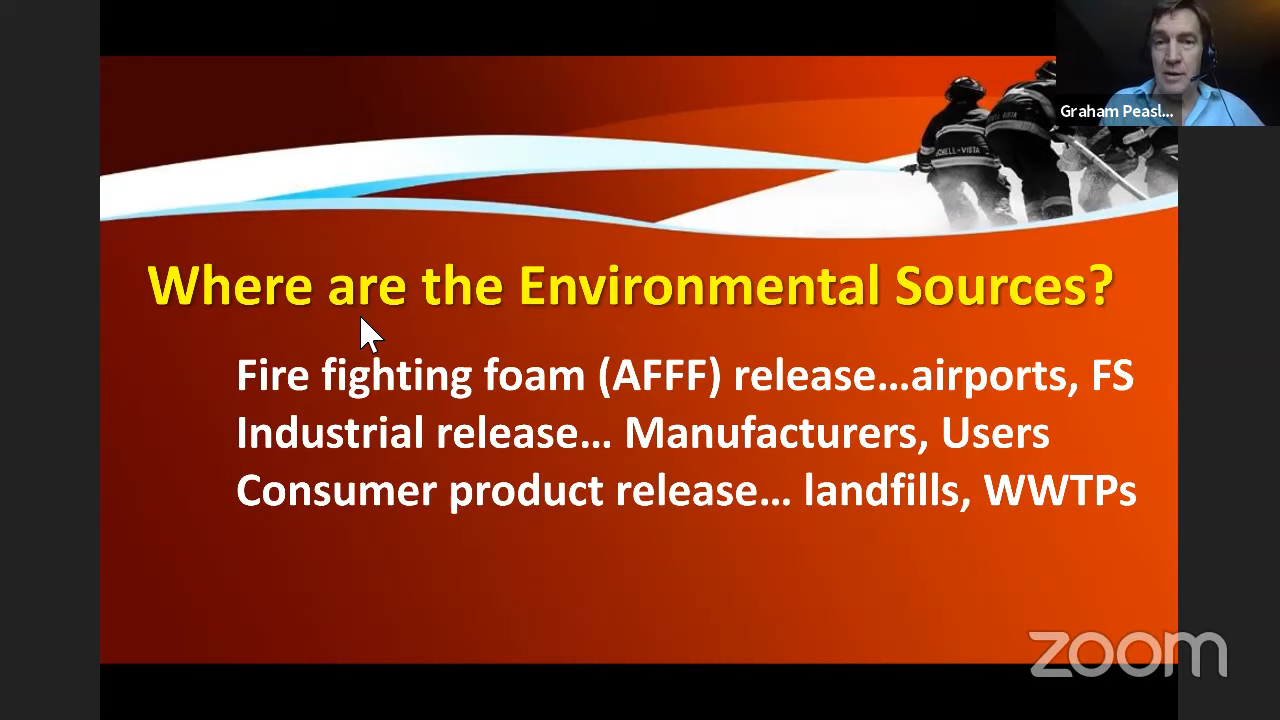 Graham Peasl...
Where are the Environmental Sources?
Fire fighting foam (AFFF) release...airports, FS
Industrial release... Manufacturers, Users
Consumer product release... landfills, WWTPs
zoom